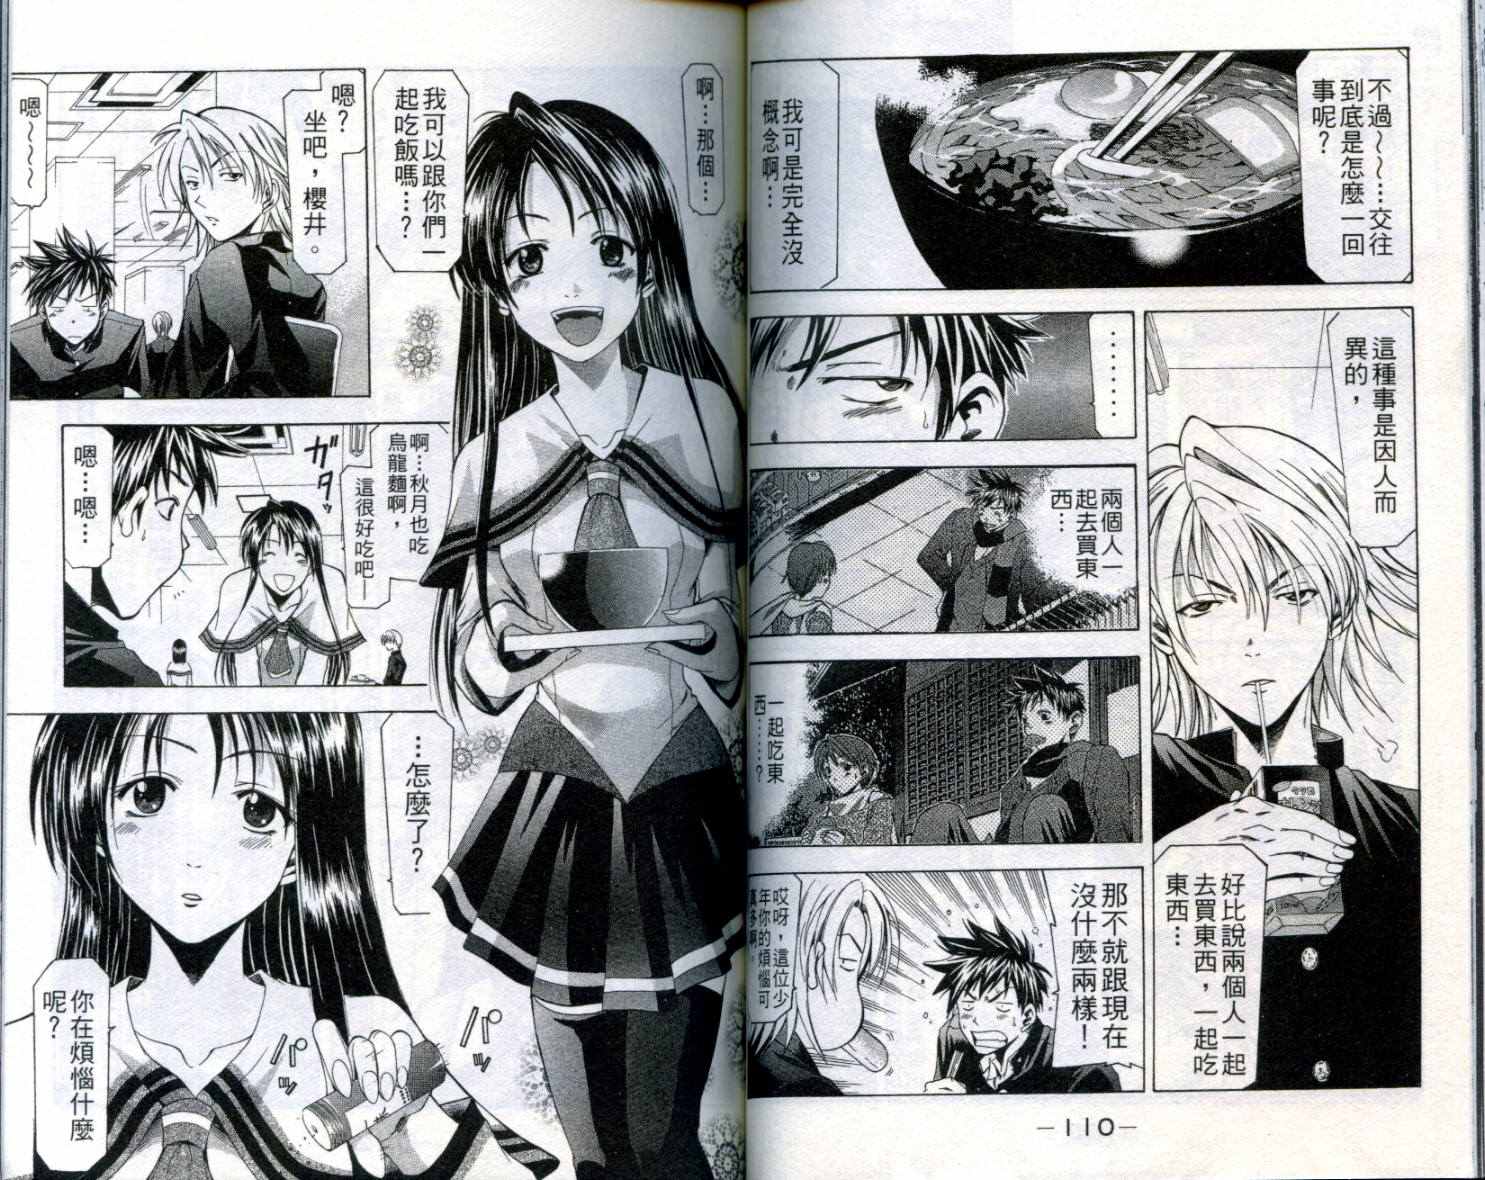 不過～～…交往
到底是怎麼一回
事呢？
我可是完全沒
概念啊…
這種事是因人而
異的，
好比說兩個人一起
去買東西，一起吃
東西…
………
兩個人一
起去買東
西…
一起吃東
西……？
那不就跟現在
沒什麼兩樣！
哎呀，這位少
年你的煩惱可
真多啊。
—110—
啊…那個…
我可以跟你們一
起吃飯嗎…？
嗯？
坐吧，櫻井。
嗯～～～
啊…秋月也吃
烏龍麵啊，
這很好吃吧—
ガタッ
嗯…嗯…
…怎麼了？
パッ
パッ
你在煩惱什麼
呢？